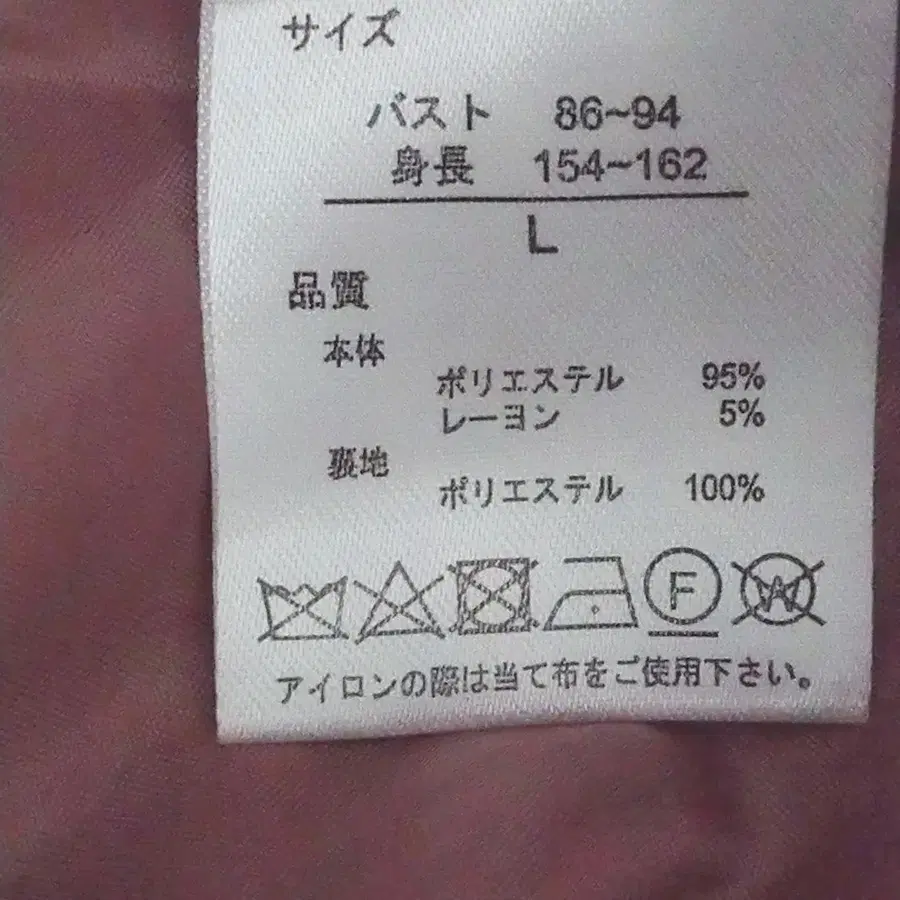 サイズ
バスト 86~94
身長 154~162
L
品質
本体
ポリエステル 95%
レーヨン 5%
裏地
ポリエステル 100%
F W
アイロンの際は当て布をご使用下さい。